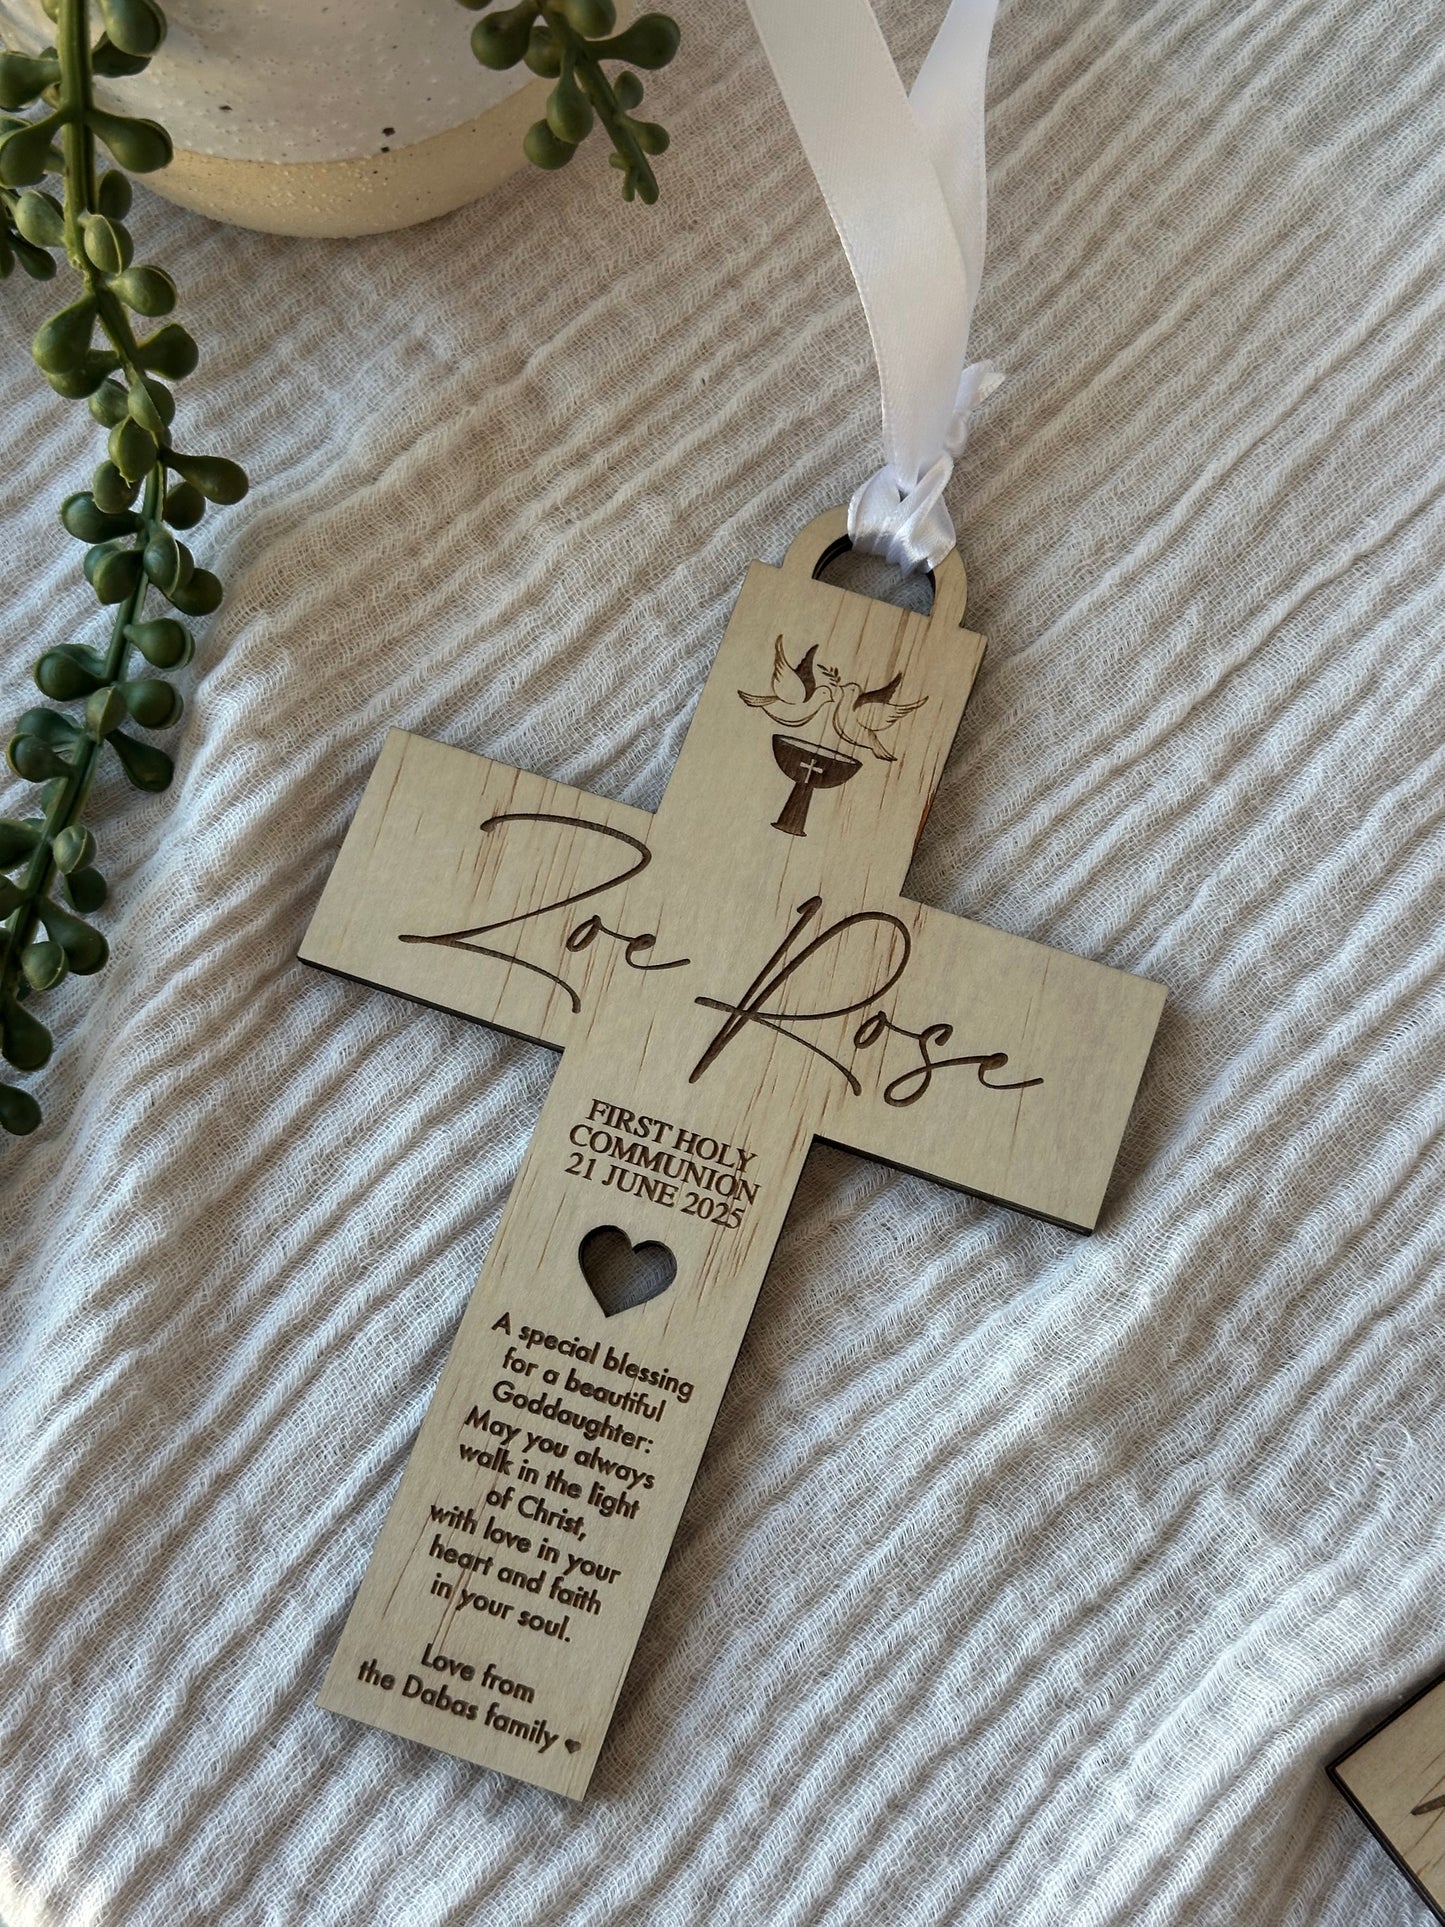 Zoe Rose
FIRST HOLY
COMMUNION
21 JUNE 2025
A special blessing
for a beautiful
Goddaughter:
May you always
walk in the light
of Christ,
with love in your
heart and faith
in your soul.
Love from
the Dabas family ♥